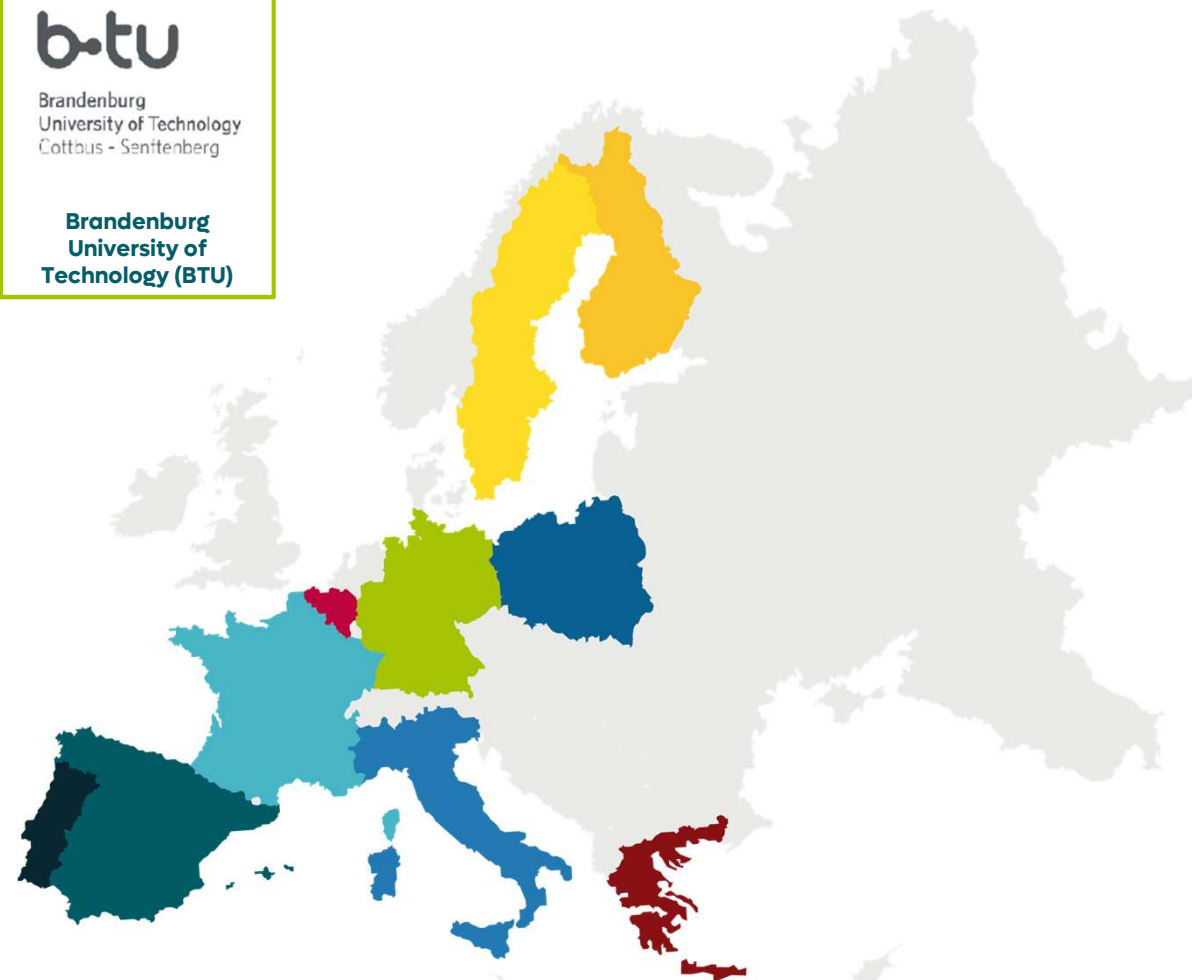 b-tu
Brandenburg
University of Technology
Cottbus - Senftenberg
Brandenburg
University of
Technology (BTU)